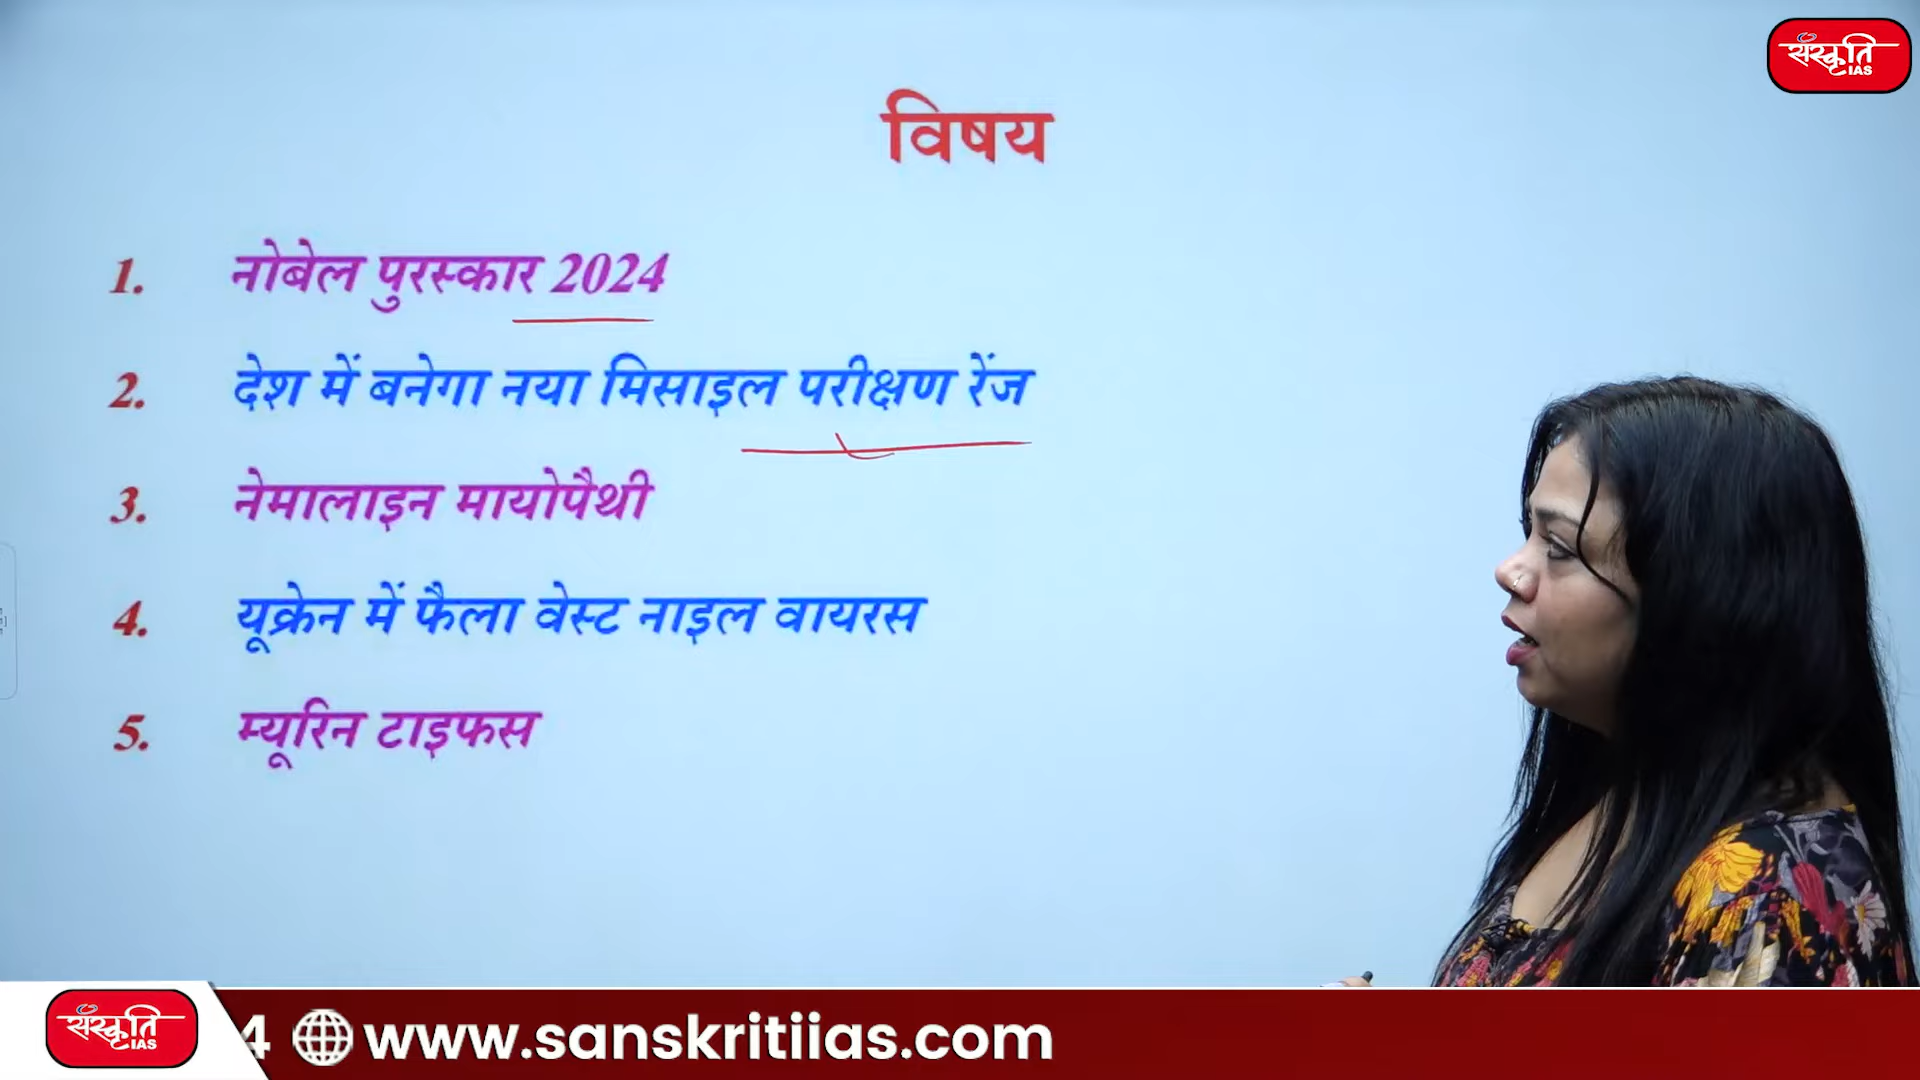 संस्कृति
IAS
विषय
1. नोबेल पुरस्कार 2024
2. देश में बनेगा नया मिसाइल परीक्षण रेंज
3. नेमालाइन मायोपैथी
4. यूक्रेन में फैला वेस्ट नाइल वायरस
5. म्यूरिन टाइफस
संस्कृति
IAS
4 www.sanskritiias.com